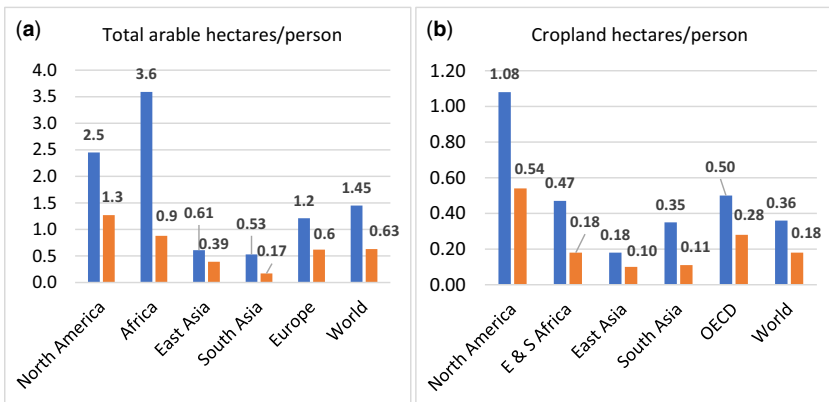 (a)
Total arable hectares/person
4.0
3.5
3.0
2.5
2.0
1.5
1.0
0.5
0.0
2.5
1.3
3.6
0.9
0.61
0.39
0.53
0.17
1.2
0.6
1.45
0.63
North America
Africa
East Asia
South Asia
Europe
World
(b)
Cropland hectares/person
1.20
1.00
0.80
0.60
0.40
0.20
0.00
1.08
0.54
0.47
0.18
0.18
0.10
0.35
0.11
0.50
0.28
0.36
0.18
North America
E & S Africa
East Asia
South Asia
OECD
World